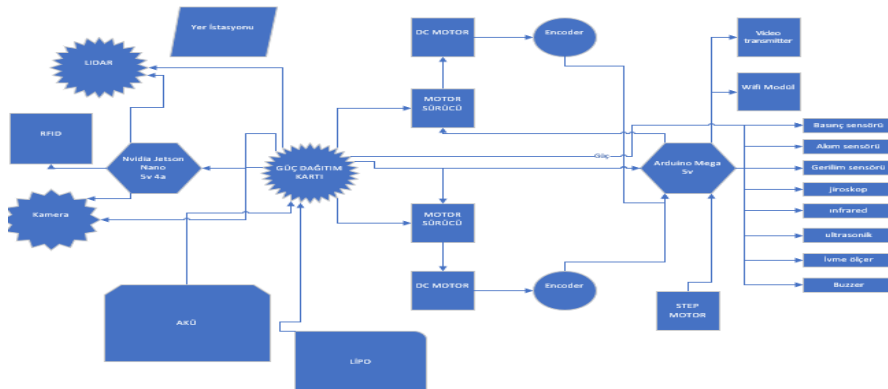 Yer İstasyonu
LIDAR
RFID
Nvidia Jetson
Nano
5v 4a
Kamera
AKÜ
LİPO
GÜÇ DAĞITIM
KARTI
DC MOTOR
Encoder
MOTOR
SÜRÜCÜ
MOTOR
SÜRÜCÜ
DC MOTOR
Encoder
Güç
Arduino Mega
5v
STEP
MOTOR
Video
transmitter
Wifi Modül
Basınç sensörü
Akım sensörü
Gerilim sensörü
jiroskop
ınfrared
ultrasonik
İvme ölçer
Buzzer